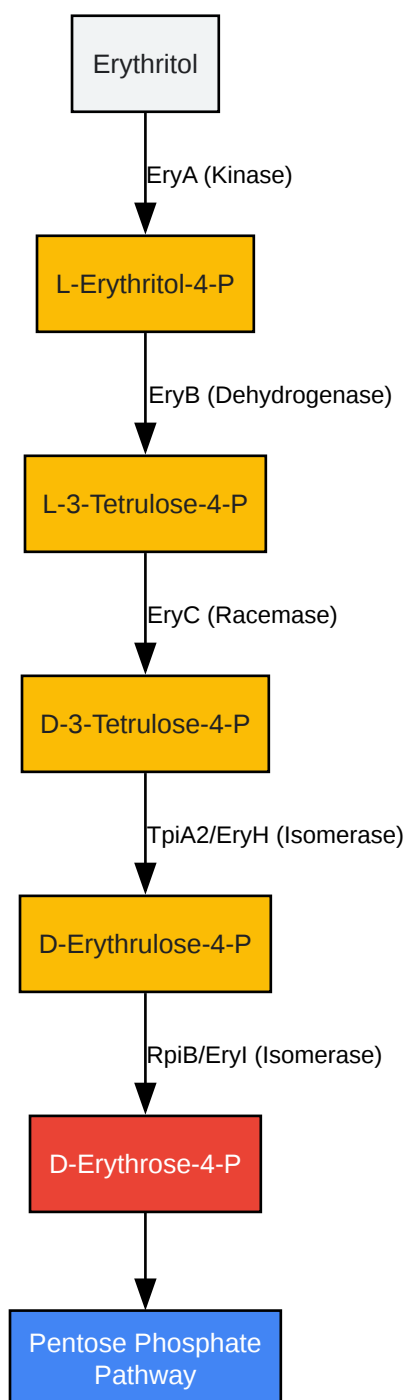 Erythritol
EryA (Kinase)
L-Erythritol-4-P
EryB (Dehydrogenase)
L-3-Tetrulose-4-P
EryC (Racemase)
D-3-Tetrulose-4-P
TpiA2/EryH (Isomerase)
D-Erythrulose-4-P
RpiB/EryI (Isomerase)
D-Erythrose-4-P
Pentose Phosphate
Pathway